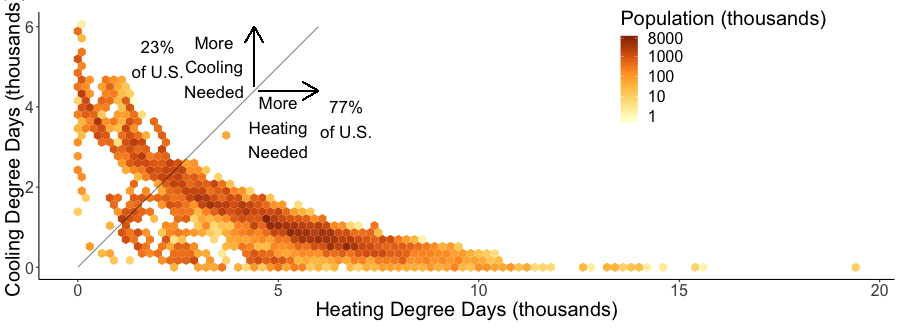 Population (thousands)
8000
1000
100
10
1
Cooling Degree Days (thousands)
6
4
2
0
23%
of U.S.
More
Cooling
Needed
More
Heating
Needed
77%
of U.S.
0
5
10
15
20
Heating Degree Days (thousands)